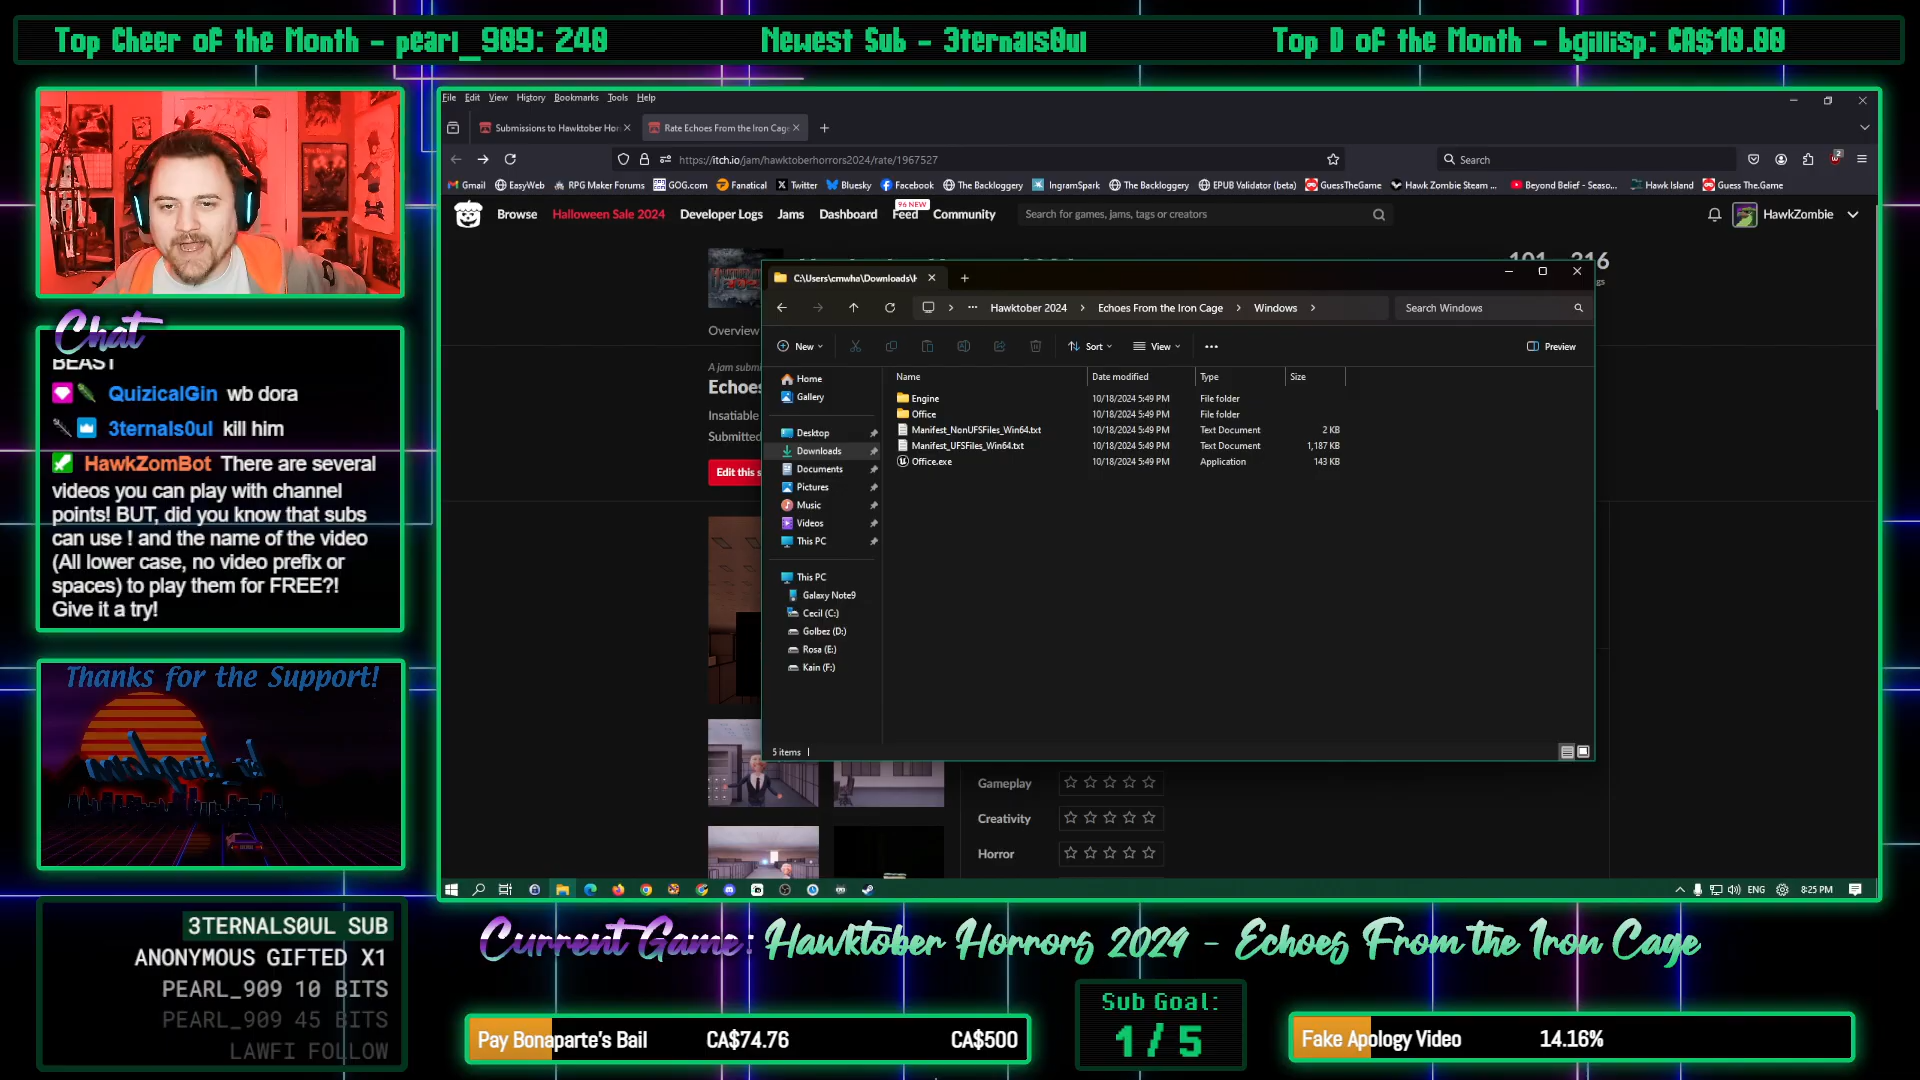 Top Cheer of the Month - pearl_909: 240
Newest Sub - 3ternals0ul
Top D of the Month - bgillisp: CA$10.00
File Edit View History Bookmarks Tools Help
Submissions to Hawktober Hor
Rate Echoes From the Iron Cag
https://itch.io/jam/hawktoberhorrors2024/rate/1967527
Search
2
Gmail EasyWeb RPG Maker Forums GOG.com Fanatical Twitter Bluesky Facebook The Backloggery IngramSpark The Backloggery EPUB Validator (beta) GuessTheGame Hawk Zombie Steam ... Beyond Belief - Seaso... Hawk Island Guess The.Game
96 NEW
Browse Halloween Sale 2024 Developer Logs Jams Dashboard Feed Community
Search for games, jams, tags or creators
HawkZombie
C:\Users\cmwha\Downloads\H
Hawktober 2024 > Echoes From the Iron Cage > Windows >
Search Windows
Overview
New
Sort
View
Preview
A jam subm
Echoes
Insatiable
Submitted
Edit this s
Home
Gallery
Desktop
Downloads
Documents
Pictures
Music
Videos
This PC
This PC
Galaxy Note9
Cecil (C:)
Golbez (D:)
Rosa (E:)
Kain (F:)
Name Date modified Type Size
Engine 10/18/2024 5:49 PM File folder
Office 10/18/2024 5:49 PM File folder
Manifest_NonUFSFiles_Win64.txt 10/18/2024 5:49 PM Text Document 2 KB
Manifest_UFSFiles_Win64.txt 10/18/2024 5:49 PM Text Document 1,187 KB
Office.exe 10/18/2024 5:49 PM Application 143 KB
5 items
Gameplay
Creativity
Horror
ENG
8:25 PM
Chat
BEAST
QuizicalGin wb dora
3ternals0ul kill him
HawkZomBot There are several
videos you can play with channel
points! BUT, did you know that subs
can use ! and the name of the video
(All lower case, no video prefix or
spaces) to play them for FREE?!
Give it a try!
Thanks for the Support!
3TERNALS0UL SUB
ANONYMOUS GIFTED X1
PEARL_909 10 BITS
PEARL_909 45 BITS
LAWFI FOLLOW
Current Game: Hawktober Horrors 2024 - Echoes From the Iron Cage
Pay Bonaparte's Bail CA$74.76 CA$500
Sub Goal:
1 / 5
Fake Apology Video 14.16%